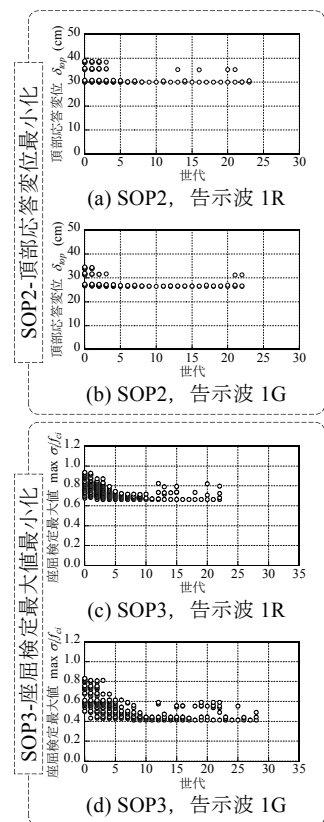 SOP2-頂部応答変位最小化
頂部応答変位 δtop (cm)
50
40
30
20
10
0
0 5 10 15 20 25 30
世代
(a) SOP2, 告示波 1R
頂部応答変位 δtop (cm)
50
40
30
20
10
0
0 5 10 15 20 25 30
世代
(b) SOP2, 告示波 1G
SOP3-座屈検定最大値最小化
座屈検定最大値 max σ/fei
1.2
1.0
0.8
0.6
0.4
0.2
0
0 5 10 15 20 25 30 35
世代
(c) SOP3, 告示波 1R
座屈検定最大値 max σ/fei
1.2
1.0
0.8
0.6
0.4
0.2
0
0 5 10 15 20 25 30 35
世代
(d) SOP3, 告示波 1G